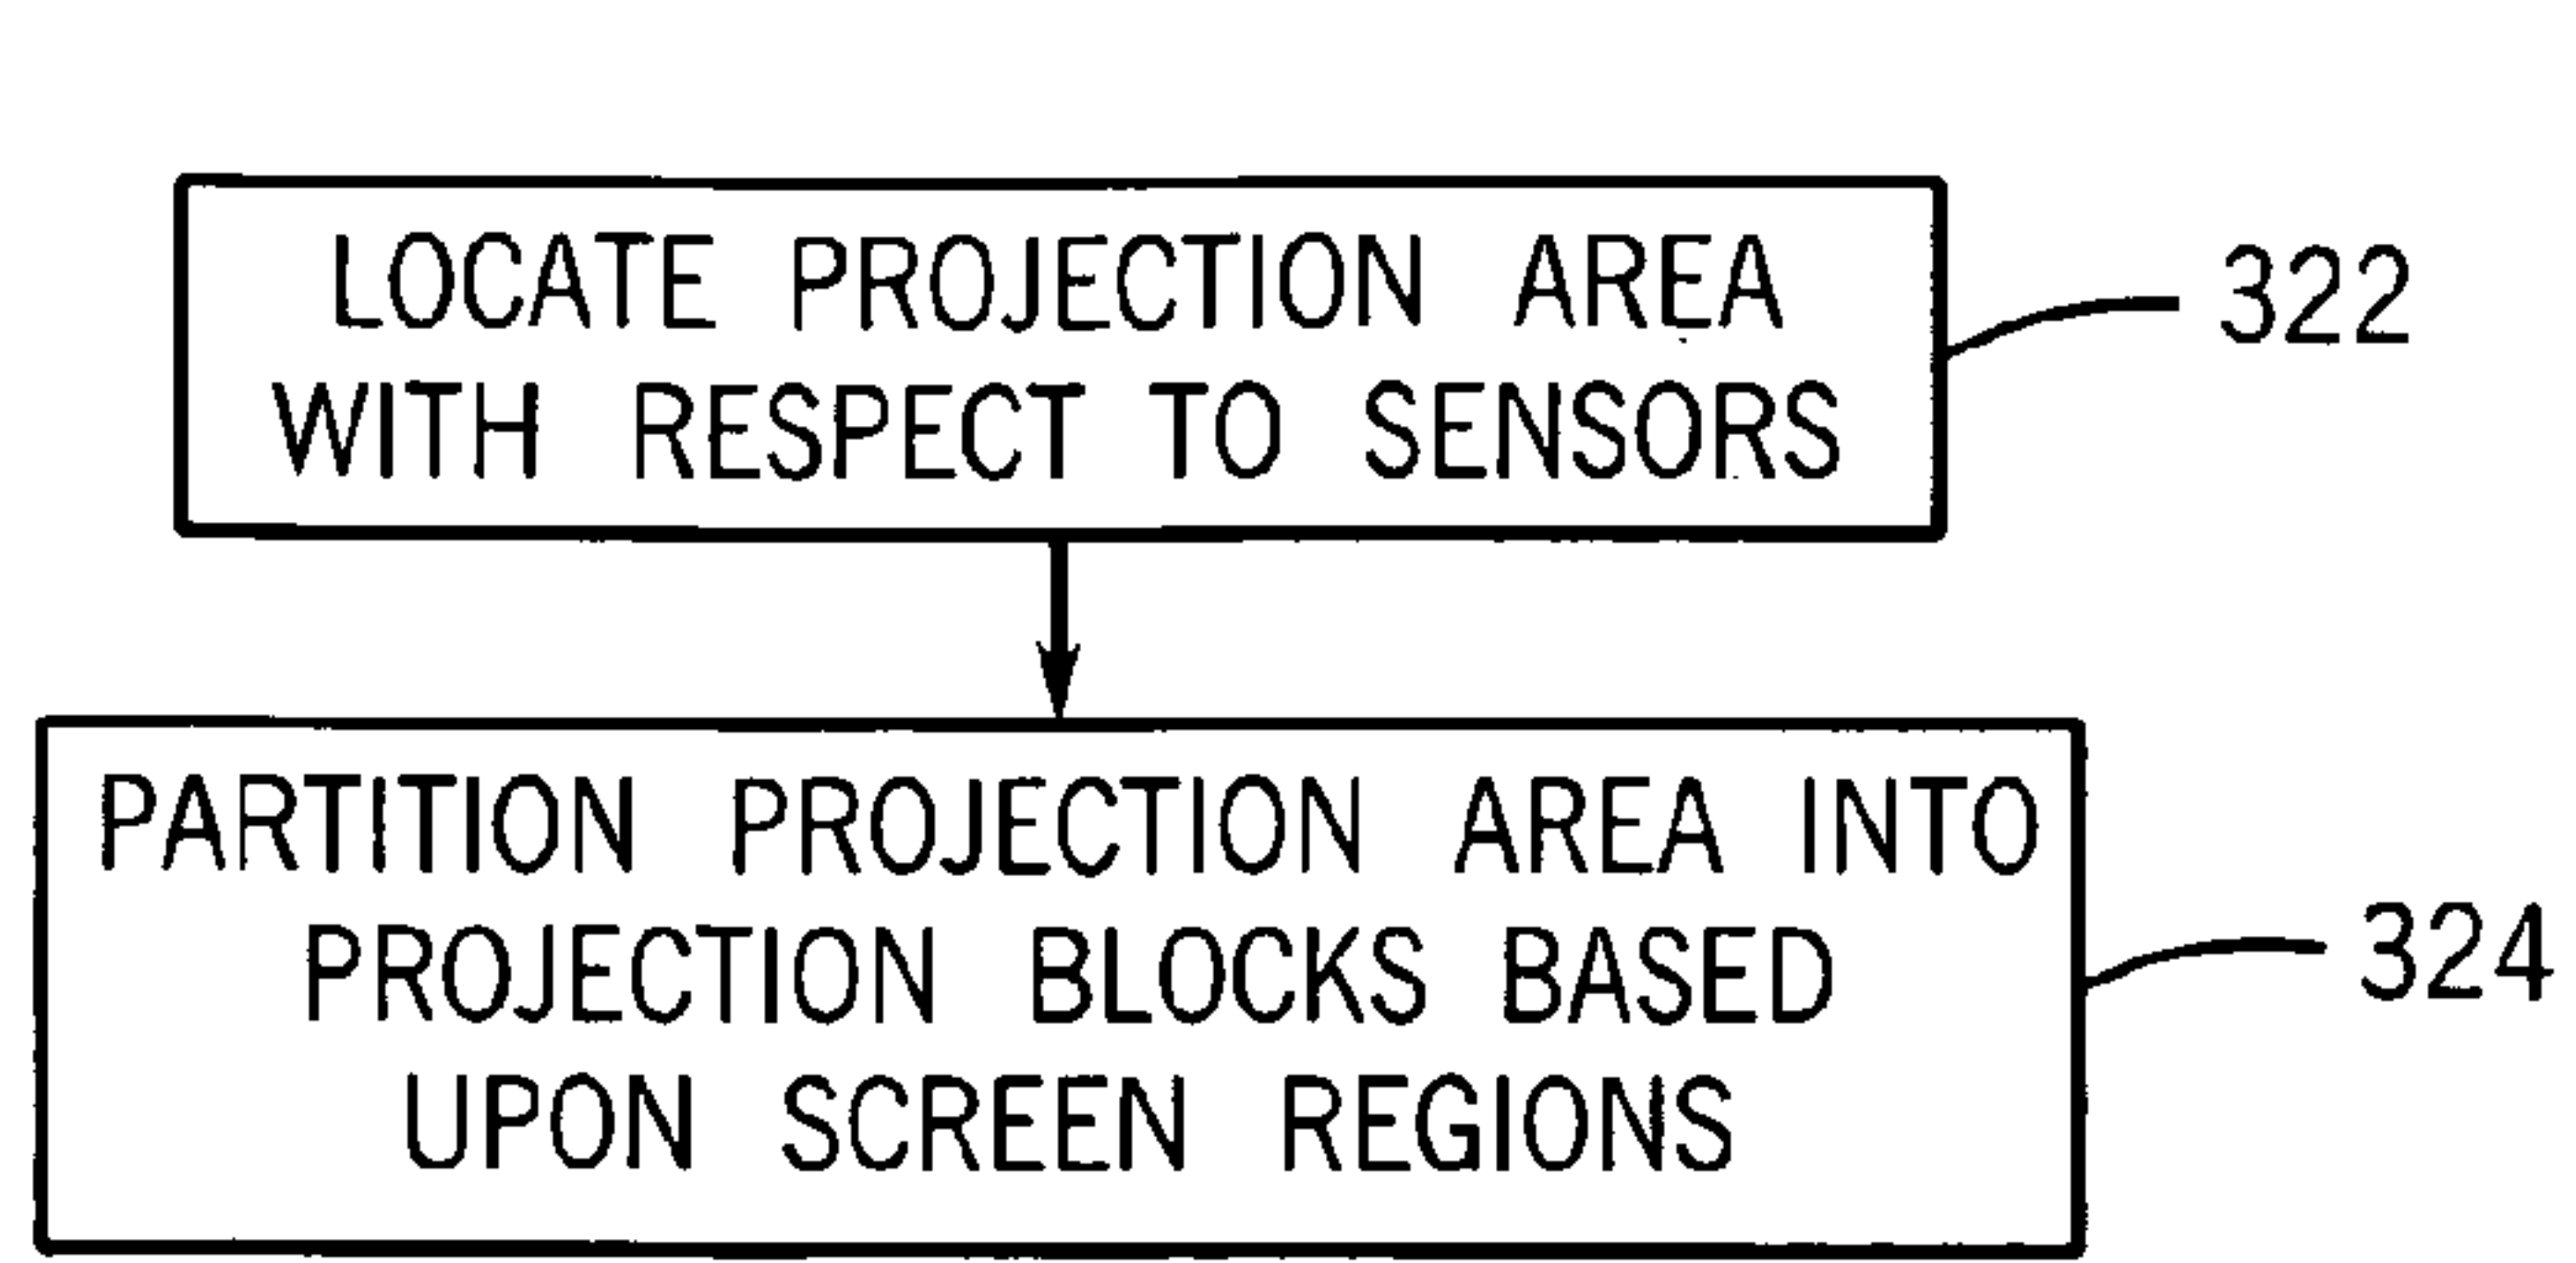 LOCATE PROJECTION AREA
WITH RESPECT TO SENSORS
322
PARTITION PROJECTION AREA INTO
PROJECTION BLOCKS BASED
UPON SCREEN REGIONS
324